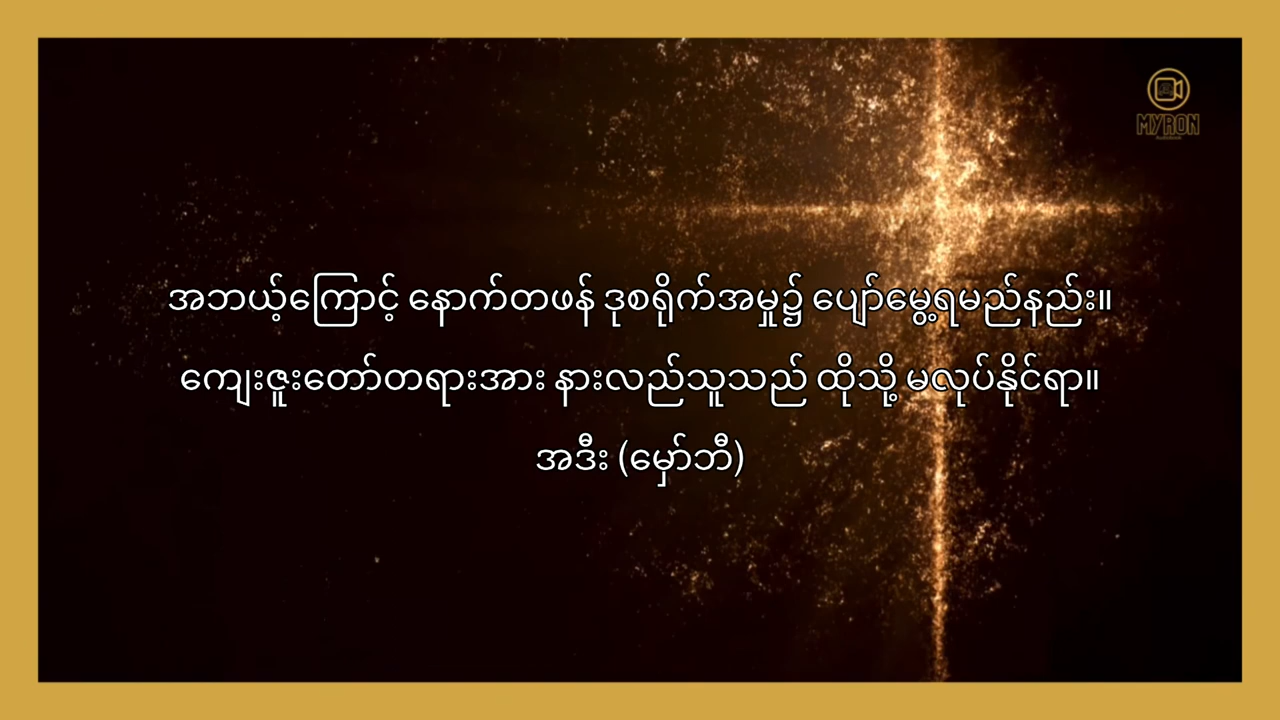 MYRON
အဘယ့်ကြောင့် နောက်တဖန် ဒုစရိုက်အမှု၌ ပျော်မွေ့ရမည်နည်း။
ကျေးဇူးတော်တရားအား နားလည်သူသည် ထိုသို့ မလုပ်နိုင်ရာ။
အဒီး (မှော်ဘီ)